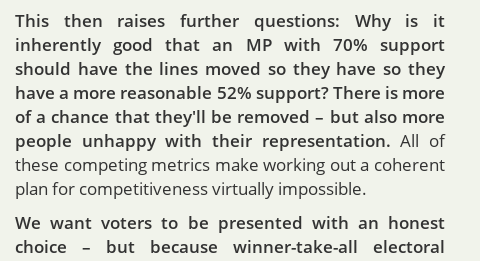 This then raises further questions: Why is it
inherently good that an MP with 70% support
should have the lines moved so they have so they
have a more reasonable 52% support? There is more
of a chance that they'll be removed – but also more
people unhappy with their representation. All of
these competing metrics make working out a coherent
plan for competitiveness virtually impossible.
We want voters to be presented with an honest
choice – but because winner-take-all electoral